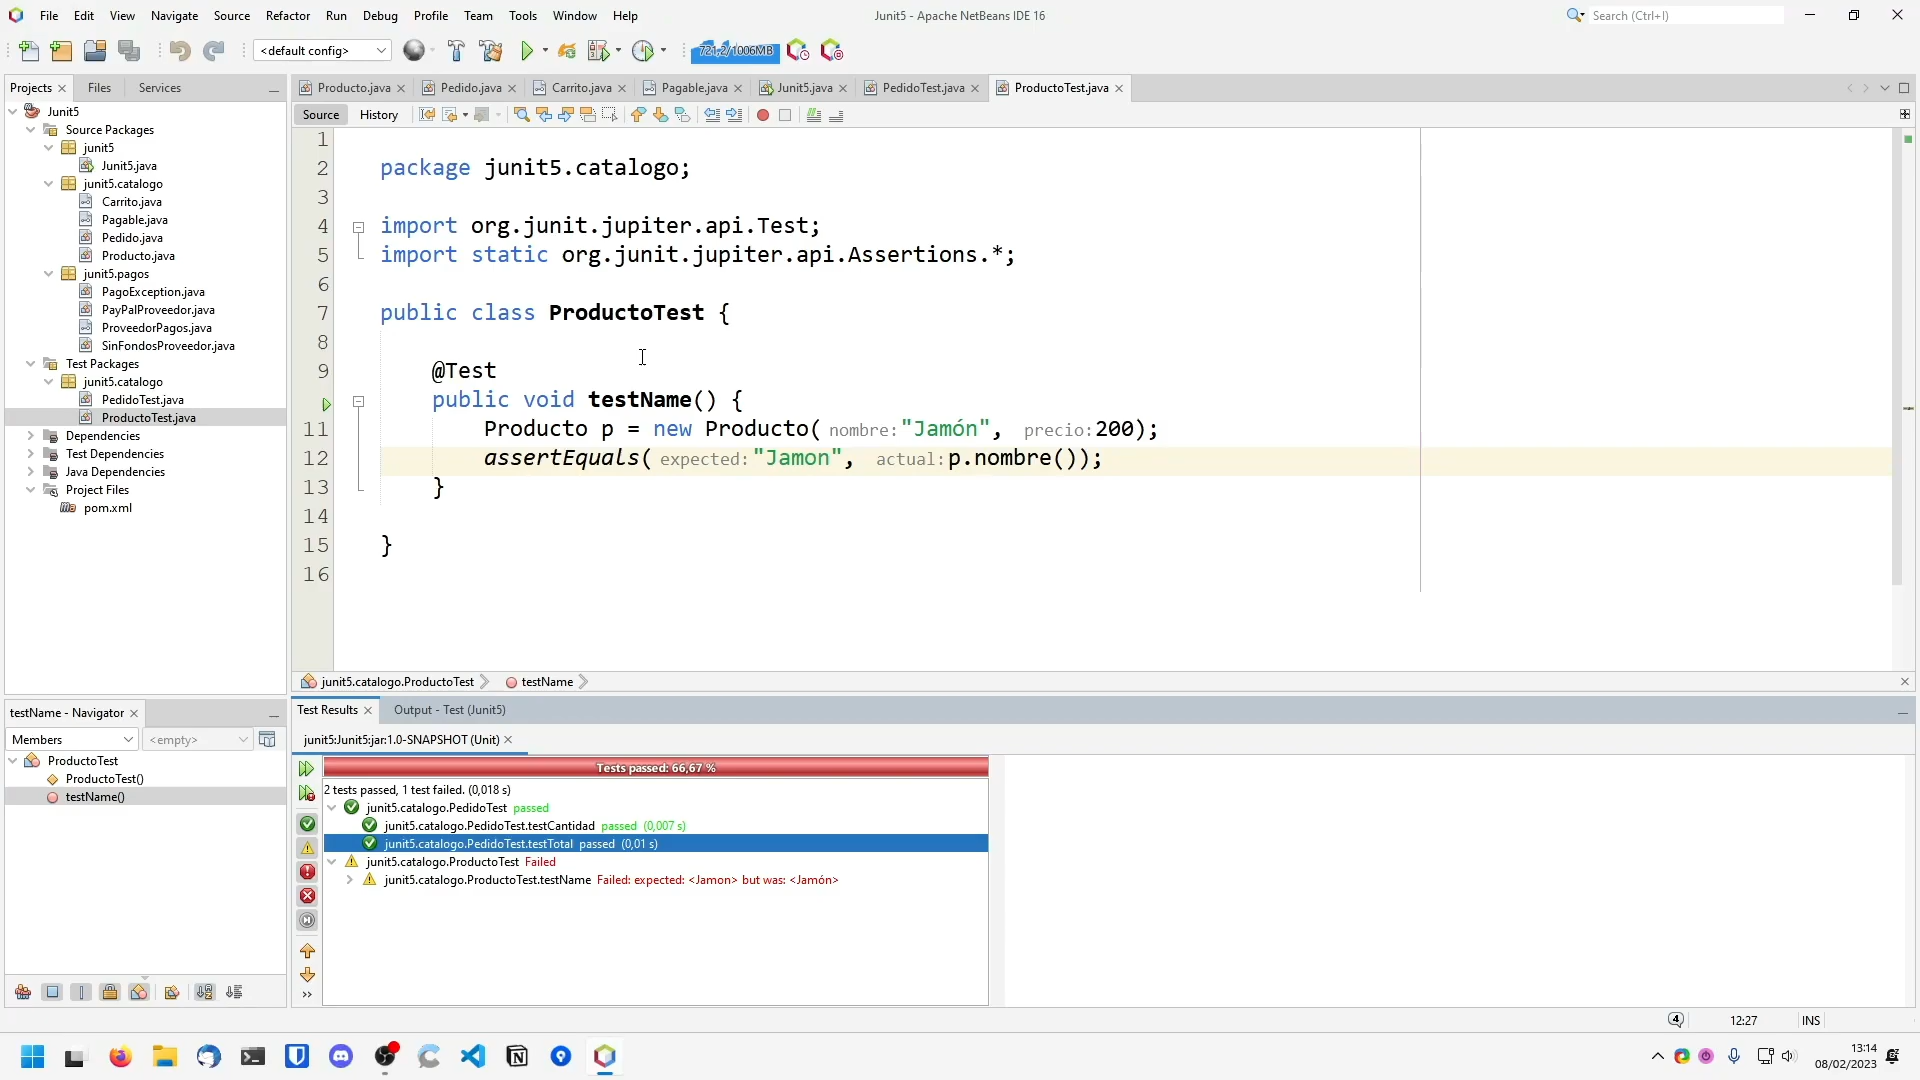 File Edit View Navigate Source Refactor Run Debug Profile Team Tools Window Help
Junit5 - Apache NetBeans IDE 16
Search (Ctrl+I)
<default config>
721,2/1006MB
Projects
Files
Services
Junit5
Source Packages
junit5
Junit5.java
junit5.catalogo
Carrito.java
Pagable.java
Pedido.java
Producto.java
junit5.pagos
PagoException.java
PayPalProveedor.java
ProveedorPagos.java
SinFondosProveedor.java
Test Packages
junit5.catalogo
PedidoTest.java
ProductoTest.java
Dependencies
Test Dependencies
Java Dependencies
Project Files
pom.xml
Producto.java
Pedido.java
Carrito.java
Pagable.java
Junit5.java
PedidoTest.java
ProductoTest.java
Source
History
1
2 package junit5.catalogo;
3
4 import org.junit.jupiter.api.Test;
5 import static org.junit.jupiter.api.Assertions.*;
6
7 public class ProductoTest {
8
9 @Test
public void testName() {
11 Producto p = new Producto( nombre: "Jamón", precio: 200);
12 assertEquals( expected: "Jamon", actual: p.nombre());
13 }
14
15 }
16
junit5.catalogo.ProductoTest
testName
testName - Navigator
Members
<empty>
ProductoTest
ProductoTest()
testName()
Test Results
Output - Test (Junit5)
junit5:Junit5:jar:1.0-SNAPSHOT (Unit)
Tests passed: 66,67 %
2 tests passed, 1 test failed. (0,018 s)
junit5.catalogo.PedidoTest passed
junit5.catalogo.PedidoTest.testCantidad passed (0,007 s)
junit5.catalogo.PedidoTest.testTotal passed (0,01 s)
junit5.catalogo.ProductoTest Failed
junit5.catalogo.ProductoTest.testName Failed: expected: <Jamon> but was: <Jamón>
4
12:27
INS
13:14
08/02/2023